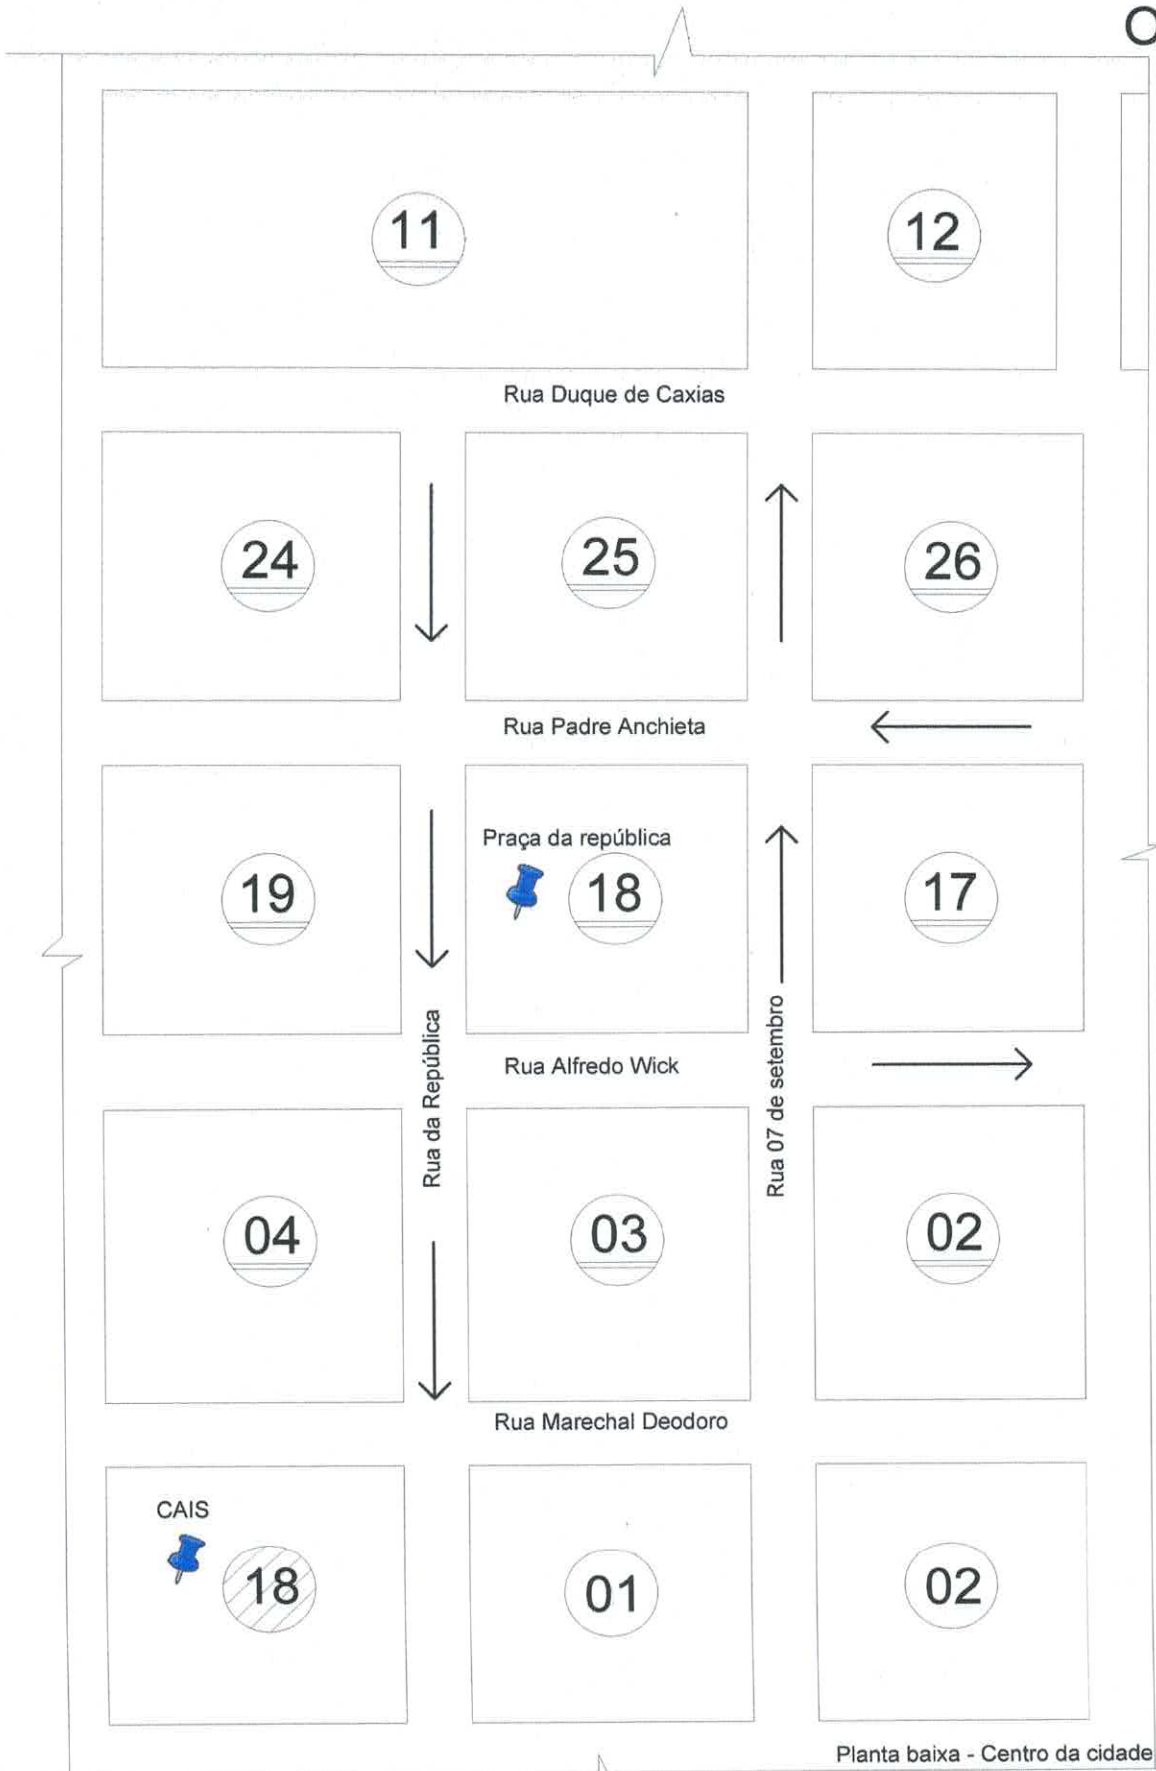 11
12
Rua Duque de Caxias
24
25
26
Rua Padre Anchieta
Praça da república
19
18
17
Rua da República
Rua Alfredo Wick
Rua 07 de setembro
04
03
02
Rua Marechal Deodoro
CAIS
18
01
02
Planta baixa - Centro da cidade